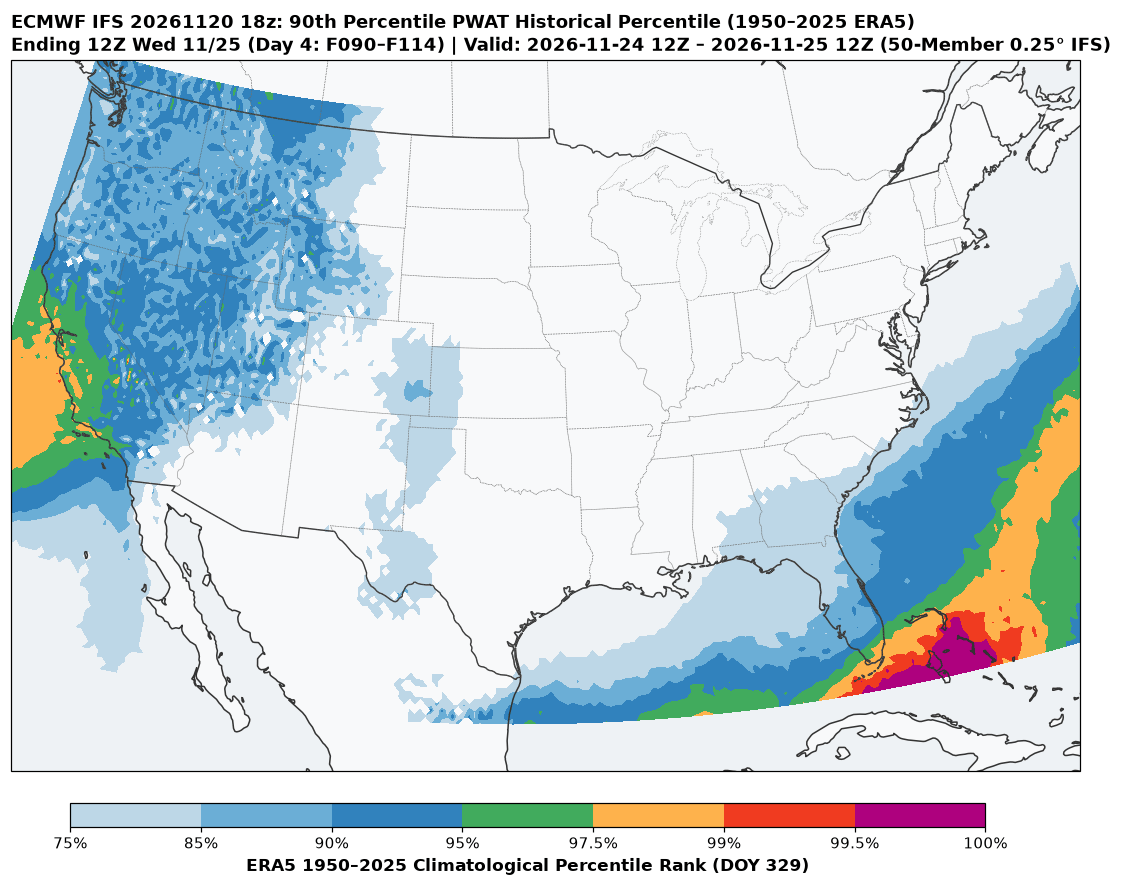 ECMWF IFS 20261120 18z: 90th Percentile PWAT Historical Percentile (1950–2025 ERA5)
Ending 12Z Wed 11/25 (Day 4: F090–F114) | Valid: 2026-11-24 12Z – 2026-11-25 12Z (50-Member 0.25° IFS)
75% 85% 90% 95% 97.5% 99% 99.5% 100%
ERA5 1950–2025 Climatological Percentile Rank (DOY 329)